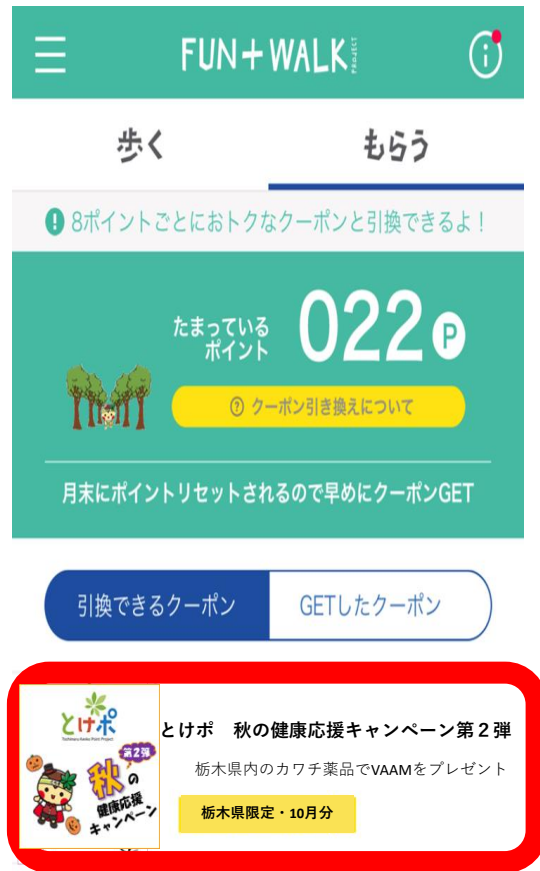 FUN+WALK PROJECT
歩く
もらう
8ポイントごとにおトクなクーポンと引換できるよ！
たまっている
ポイント
022 P
クーポン引き換えについて
月末にポイントリセットされるので早めにクーポンGET
引換できるクーポン
GETしたクーポン
とけポ
第2弾
秋の
健康応援
キャンペーン
とけポ　秋の健康応援キャンペーン第２弾
栃木県内のカワチ薬品でVAAMをプレゼント
栃木県限定・10月分